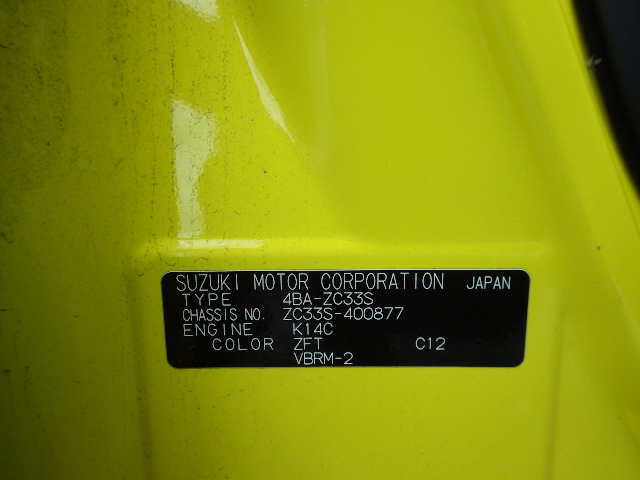 SUZUKI MOTOR CORPORATION JAPAN
TYPE 4BA-ZC33S
CHASSIS NO. ZC33S-400877
ENGINE K14C
COLOR ZFT C12
VBRM-2